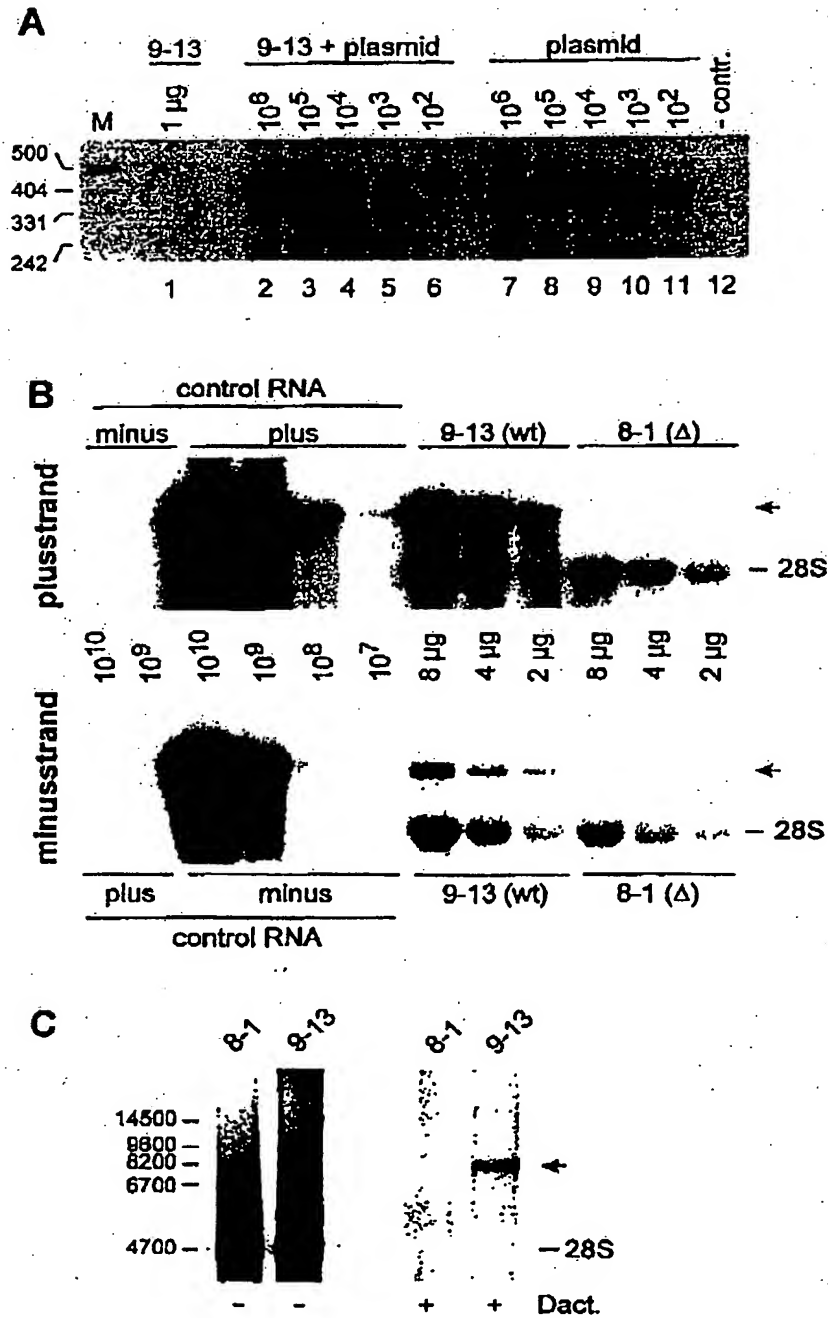 A
9-13 9-13 + plasmid plasmid
M 1 µg 10⁶ 10⁵ 10⁴ 10³ 10² 10⁶ 10⁵ 10⁴ 10³ 10² - contr.
500
404
331
242
1 2 3 4 5 6 7 8 9 10 11 12
B
control RNA
minus plus 9-13 (wt) 8-1 (Δ)
plusstrand
28S
10¹⁰ 10⁹ 10¹⁰ 10⁹ 10⁸ 10⁷ 8 µg 4 µg 2 µg 8 µg 4 µg 2 µg
minusstrand
28S
plus minus 9-13 (wt) 8-1 (Δ)
control RNA
C
8-1 9-13 8-1 9-13
14500
9600
8200
6700
4700
28S
- - + + Dact.